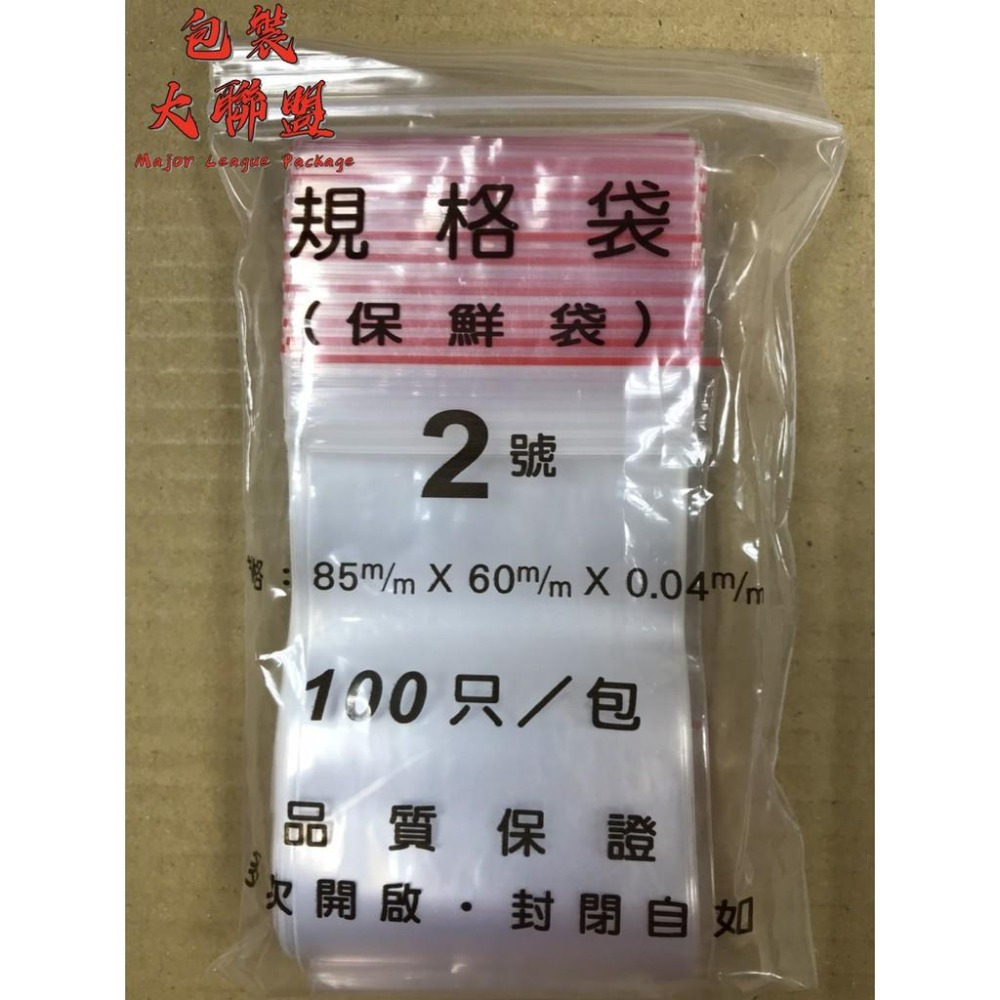 包裝
大聯盟
Major League Package
規格袋
（保鮮袋）
2號
格：85m/m X 60m/m X 0.04m/m
100只／包
品質保證
次開啟・封閉自如